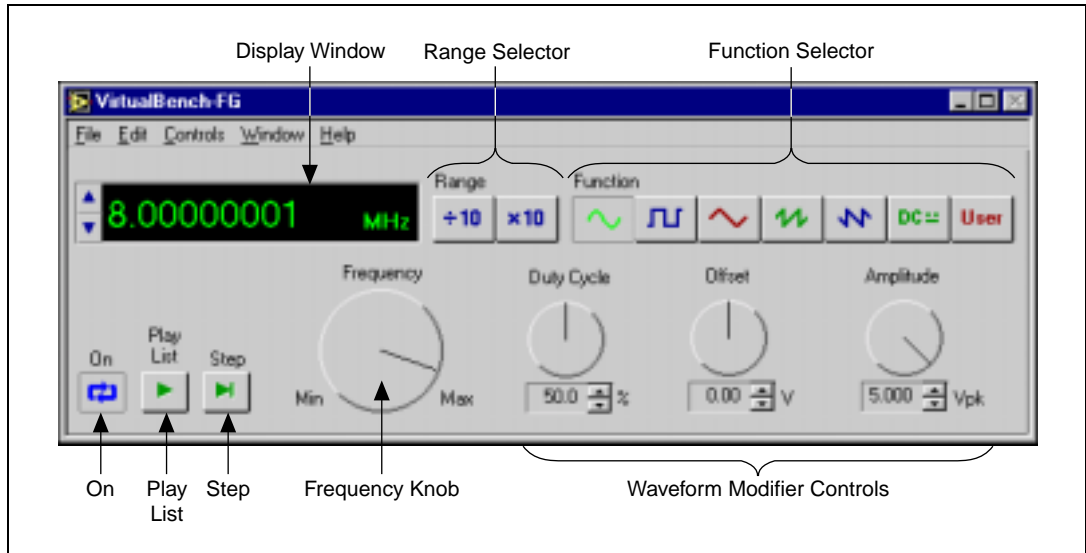 Display Window
Range Selector
Function Selector
VirtualBench-FG
File Edit Controls Window Help
Range
Function
8.00000001 MHz
÷10
×10
DC
User
Frequency
Duty Cycle
Offset
Amplitude
On
Play
List
Step
Min
Max
50.0 %
0.00 V
5.000 Vpk
On
Play
List
Step
Frequency Knob
Waveform Modifier Controls